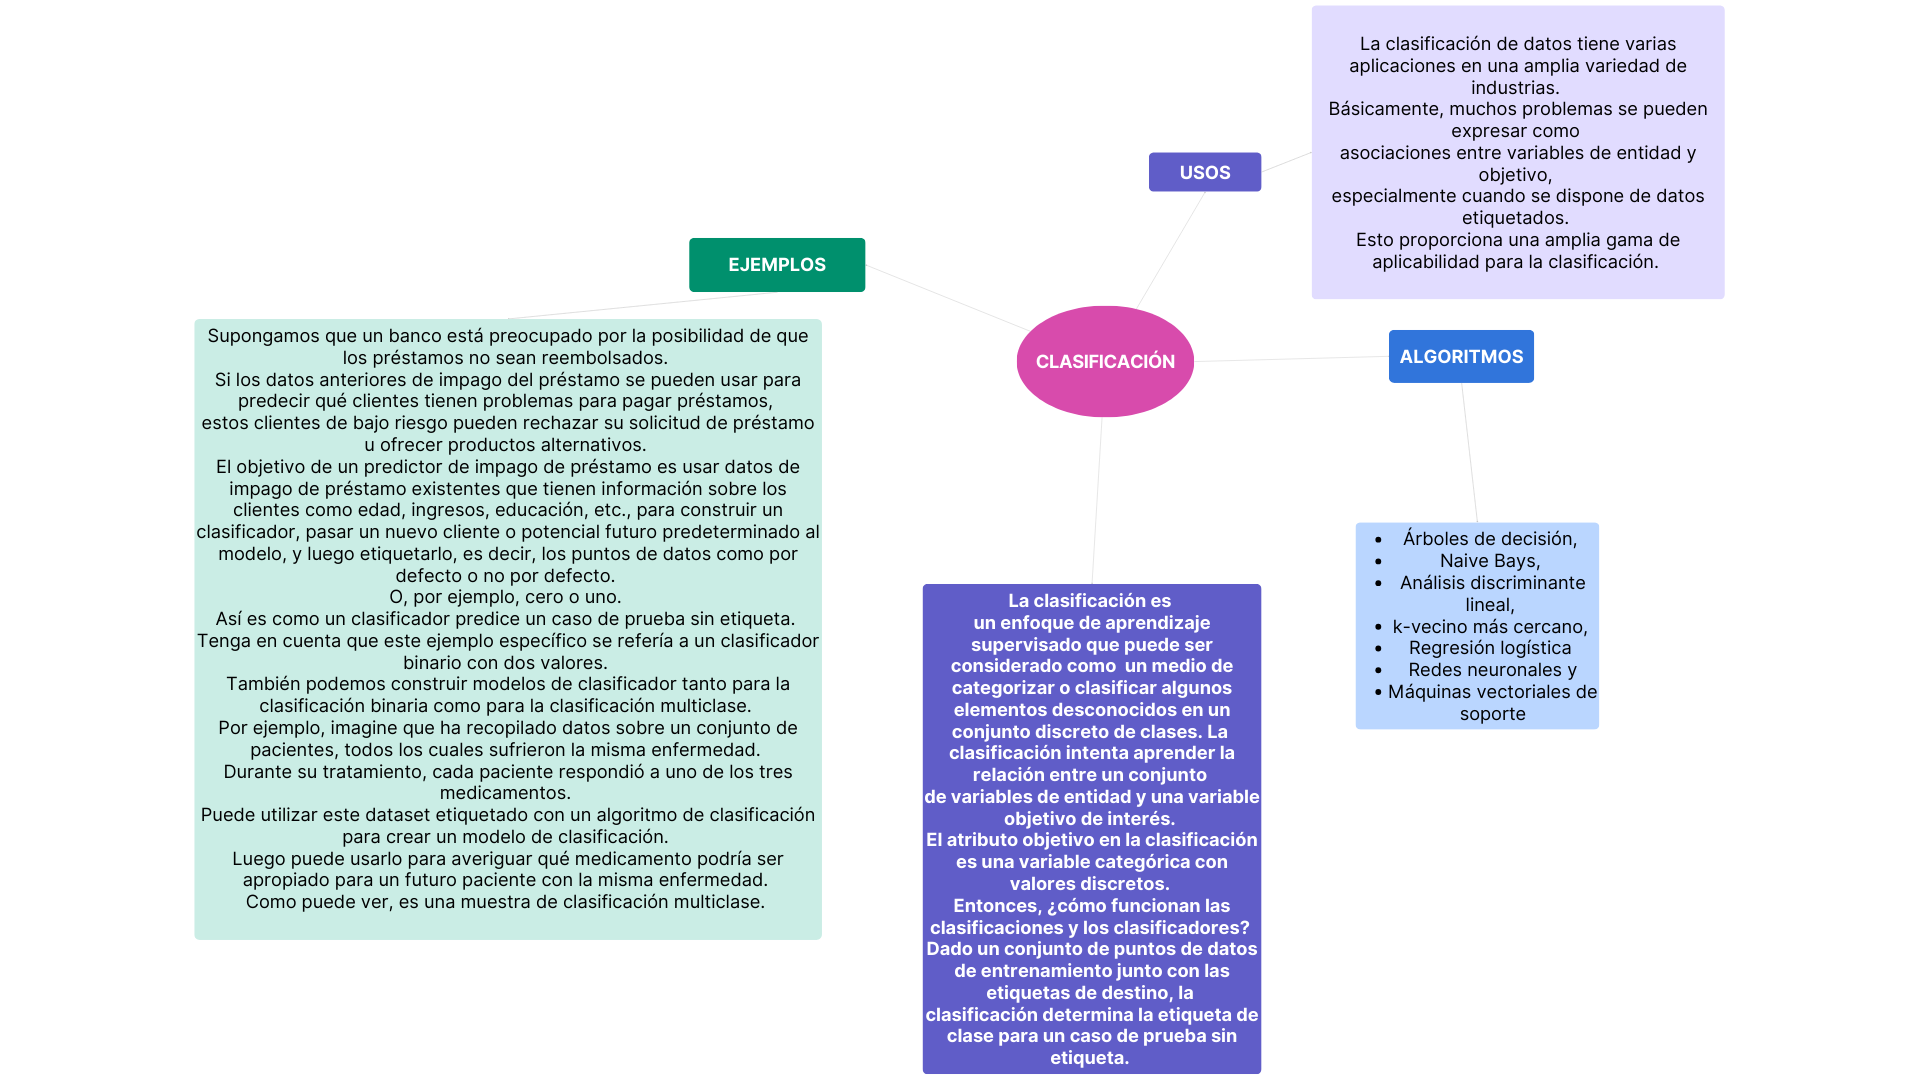 La clasificación de datos tiene varias
aplicaciones en una amplia variedad de
industrias.
Básicamente, muchos problemas se pueden
expresar como
asociaciones entre variables de entidad y
objetivo,
especialmente cuando se dispone de datos
etiquetados.
Esto proporciona una amplia gama de
aplicabilidad para la clasificación.
USOS
EJEMPLOS
CLASIFICACIÓN
ALGORITMOS
Supongamos que un banco está preocupado por la posibilidad de que
los préstamos no sean reembolsados.
Si los datos anteriores de impago del préstamo se pueden usar para
predecir qué clientes tienen problemas para pagar préstamos,
estos clientes de bajo riesgo pueden rechazar su solicitud de préstamo
u ofrecer productos alternativos.
El objetivo de un predictor de impago de préstamo es usar datos de
impago de préstamo existentes que tienen información sobre los
clientes como edad, ingresos, educación, etc., para construir un
clasificador, pasar un nuevo cliente o potencial futuro predeterminado al
modelo, y luego etiquetarlo, es decir, los puntos de datos como por
defecto o no por defecto.
O, por ejemplo, cero o uno.
Así es como un clasificador predice un caso de prueba sin etiqueta.
Tenga en cuenta que este ejemplo específico se refería a un clasificador
binario con dos valores.
También podemos construir modelos de clasificador tanto para la
clasificación binaria como para la clasificación multiclase.
Por ejemplo, imagine que ha recopilado datos sobre un conjunto de
pacientes, todos los cuales sufrieron la misma enfermedad.
Durante su tratamiento, cada paciente respondió a uno de los tres
medicamentos.
Puede utilizar este dataset etiquetado con un algoritmo de clasificación
para crear un modelo de clasificación.
Luego puede usarlo para averiguar qué medicamento podría ser
apropiado para un futuro paciente con la misma enfermedad.
Como puede ver, es una muestra de clasificación multiclase.
La clasificación es
un enfoque de aprendizaje
supervisado que puede ser
considerado como un medio de
categorizar o clasificar algunos
elementos desconocidos en un
conjunto discreto de clases. La
clasificación intenta aprender la
relación entre un conjunto
de variables de entidad y una variable
objetivo de interés.
El atributo objetivo en la clasificación
es una variable categórica con
valores discretos.
Entonces, ¿cómo funcionan las
clasificaciones y los clasificadores?
Dado un conjunto de puntos de datos
de entrenamiento junto con las
etiquetas de destino, la
clasificación determina la etiqueta de
clase para un caso de prueba sin
etiqueta.
• Árboles de decisión,
• Naive Bays,
• Análisis discriminante
lineal,
• k-vecino más cercano,
• Regresión logística
• Redes neuronales y
• Máquinas vectoriales de
soporte